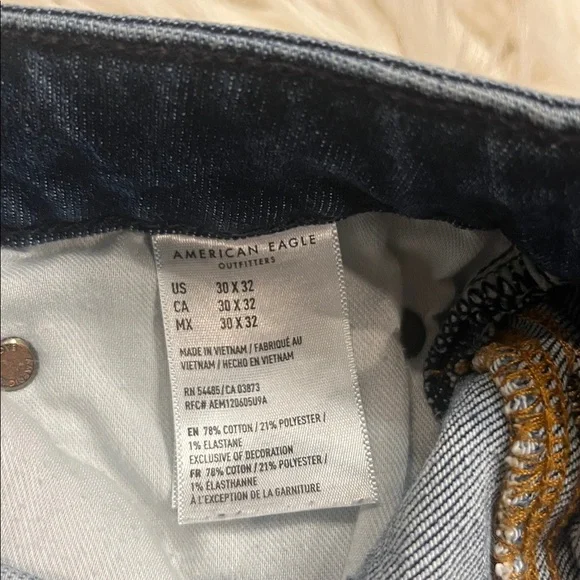 AMERICAN EAGLE
OUTFITTERS
US 30 X 32
CA 30 X 32
MX 30 X 32
MADE IN VIETNAM / FABRIQUÉ AU
VIETNAM / HECHO EN VIETNAM
RN 54485/CA 03873
RFC# AEM120605U9A
EN 78% COTTON / 21% POLYESTER /
1% ELASTANE
EXCLUSIVE OF DECORATION
FR 78% COTON / 21% POLYESTER /
1% ÉLASTHANNE
À L'EXCEPTION DE LA GARNITURE